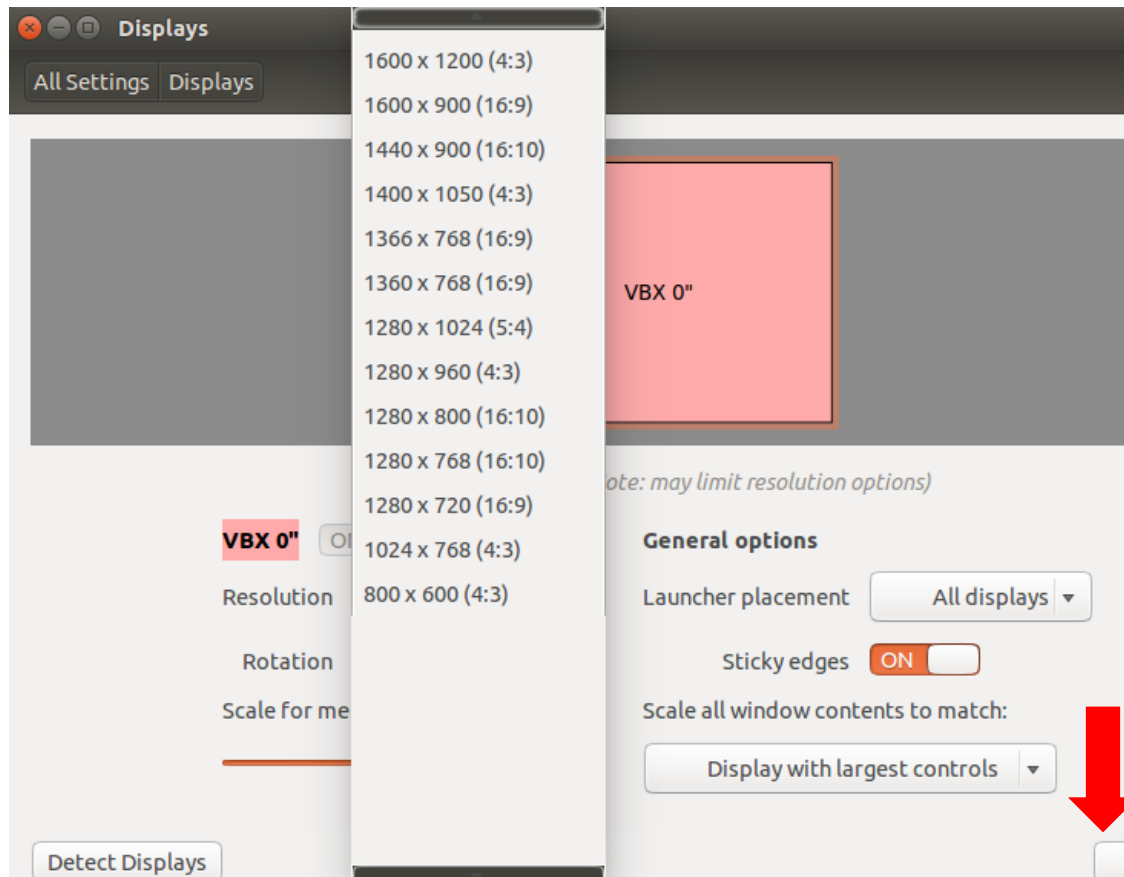 Displays
All Settings Displays
1600 x 1200 (4:3)
1600 x 900 (16:9)
1440 x 900 (16:10)
1400 x 1050 (4:3)
1366 x 768 (16:9)
1360 x 768 (16:9)
1280 x 1024 (5:4)
1280 x 960 (4:3)
1280 x 800 (16:10)
1280 x 768 (16:10)
1280 x 720 (16:9)
1024 x 768 (4:3)
800 x 600 (4:3)
VBX 0"
may limit resolution options)
VBX 0"
Resolution
Rotation
Scale for
General options
Launcher placement All displays
Sticky edges ON
Scale all window contents to match:
Display with largest controls
Detect Displays